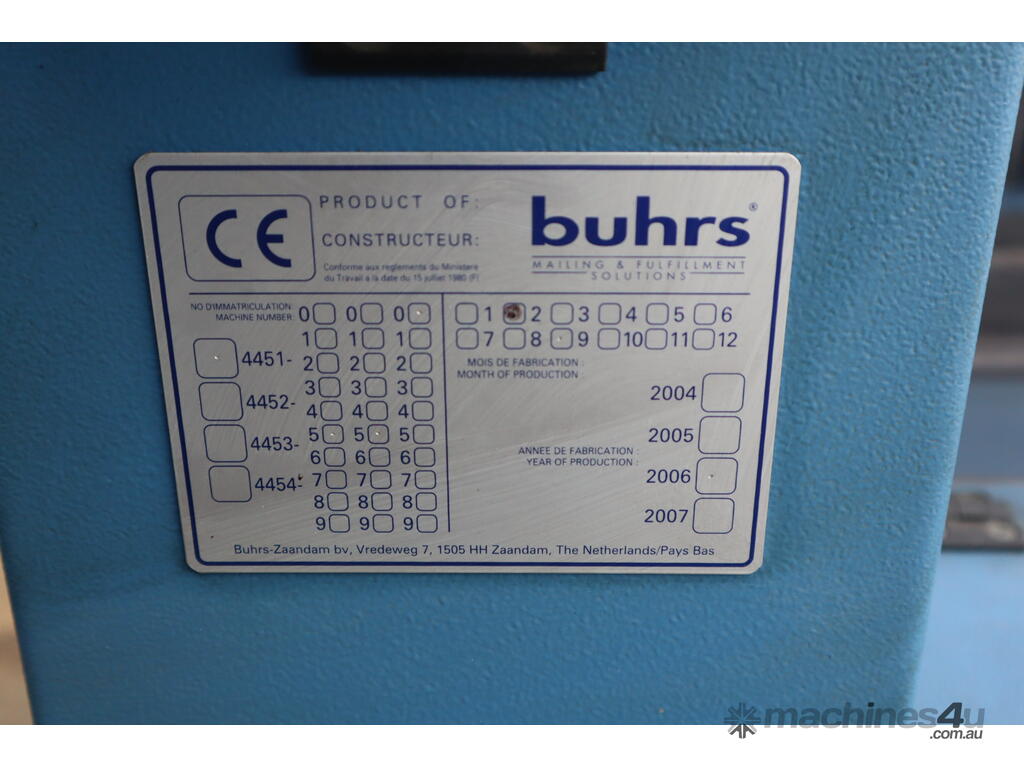 CE
PRODUCT OF:
CONSTRUCTEUR:
Conforme aux reglements du Ministere
du Travail a la date du 15 julliet 1980 (F)
buhrs®
MAILING & FULFILLMENT
SOLUTIONS
NO D'IMMATRICULATION
MACHINE NUMBER:
4451-
4452-
4453-
4454-
0 0 0
1 1 1
2 2 2
3 3 3
4 4 4
5 5 5
6 6 6
7 7 7
8 8 8
9 9 9
1 2 3 4 5 6
7 8 9 10 11 12
MOIS DE FABRICATION :
MONTH OF PRODUCTION :
2004
2005
ANNEE DE FABRICATION :
YEAR OF PRODUCTION :
2006
2007
Buhrs-Zaandam bv, Vredeweg 7, 1505 HH Zaandam, The Netherlands/Pays Bas
machines4u
.com.au